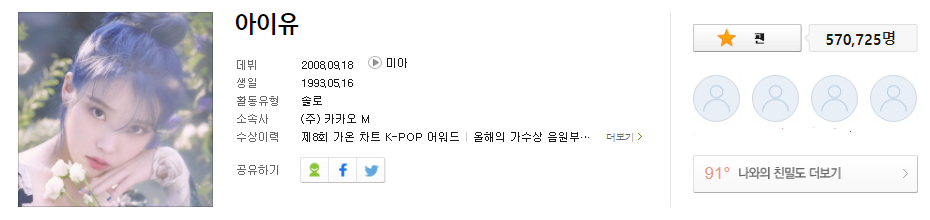 아이유
데뷔 2008.09.18 미아
생일 1993.05.16
활동유형 솔로
소속사 (주) 카카오 M
수상이력 제8회 가온 차트 K-POP 어워드 | 올해의 가수상 음원부… 더보기 >
공유하기
팬 570,725명
91° 나와의 친밀도 더보기 >